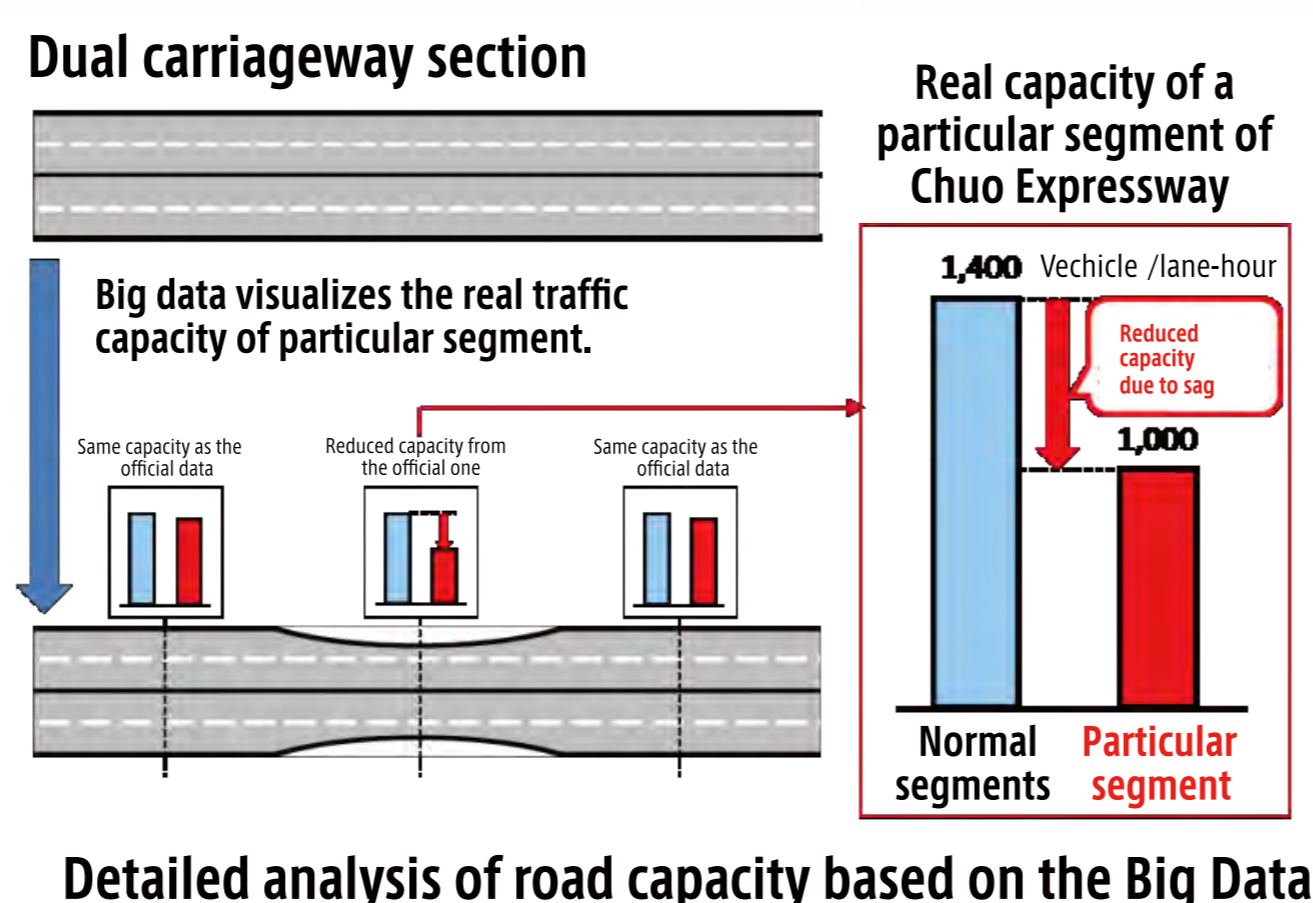 Dual carriageway section
Real capacity of a
particular segment of
Chuo Expressway
Big data visualizes the real traffic
capacity of particular segment.
1,400 Vechicle /lane-hour
Reduced
capacity
due to sag
1,000
Same capacity as the
official data
Reduced capacity from
the official one
Same capacity as the
official data
Normal
segments
Particular
segment
Detailed analysis of road capacity based on the Big Data